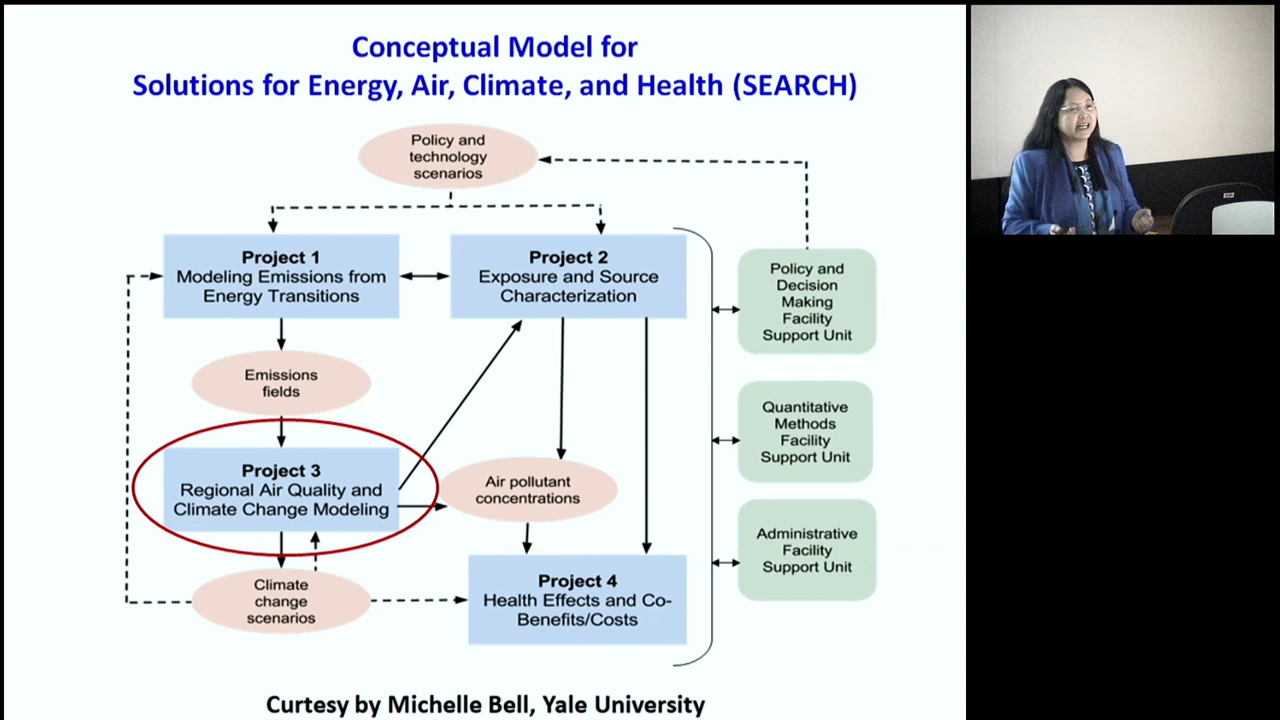 Conceptual Model for
Solutions for Energy, Air, Climate, and Health (SEARCH)
Policy and
technology
scenarios
Project 1
Modeling Emissions from
Energy Transitions
Project 2
Exposure and Source
Characterization
Policy and
Decision
Making
Facility
Support Unit
Emissions
fields
Quantitative
Methods
Facility
Support Unit
Project 3
Regional Air Quality and
Climate Change Modeling
Air pollutant
concentrations
Administrative
Facility
Support Unit
Climate
change
scenarios
Project 4
Health Effects and Co-
Benefits/Costs
Curtesy by Michelle Bell, Yale University